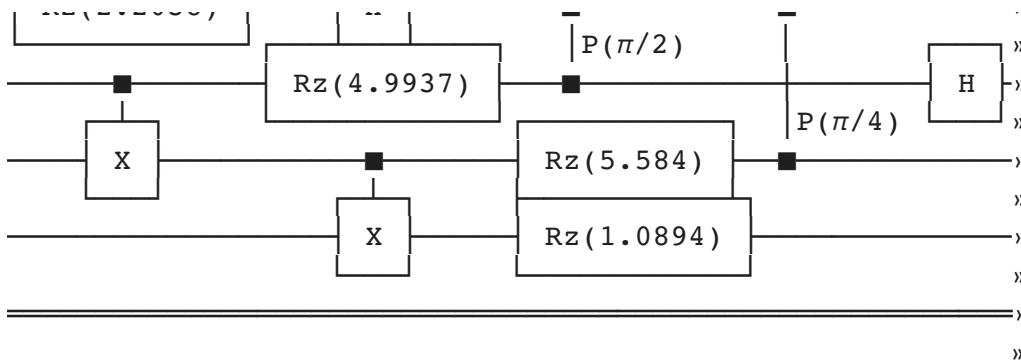 P(π/2)
Rz(4.9937) H
P(π/4)
X Rz(5.584)
X Rz(1.0894)